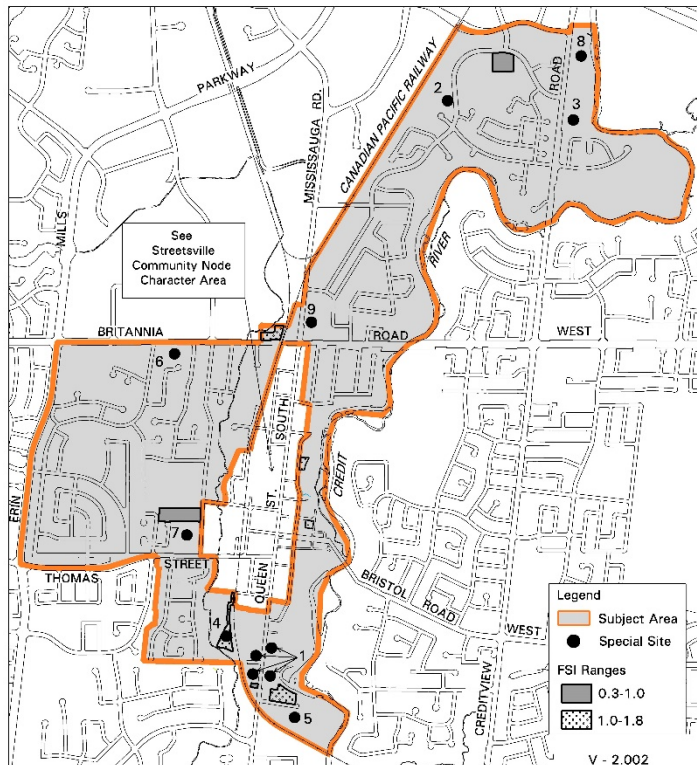 PARKWAY
CANADIAN PACIFIC RAILWAY
MISSISSAUGA RD.
ROAD
8
2
3
MILLS
See
Streetsville
Community Node
Character Area
RIVER
9
BRITANNIA
ROAD
WEST
6
SOUTH
CREDIT
ST.
ERIN
7
THOMAS
STREET
QUEEN
BRISTOL
ROAD
WEST
4
1
5
CREDITVIEW
Legend
Subject Area
Special Site
FSI Ranges
0.3-1.0
1.0-1.8
V - 2.002